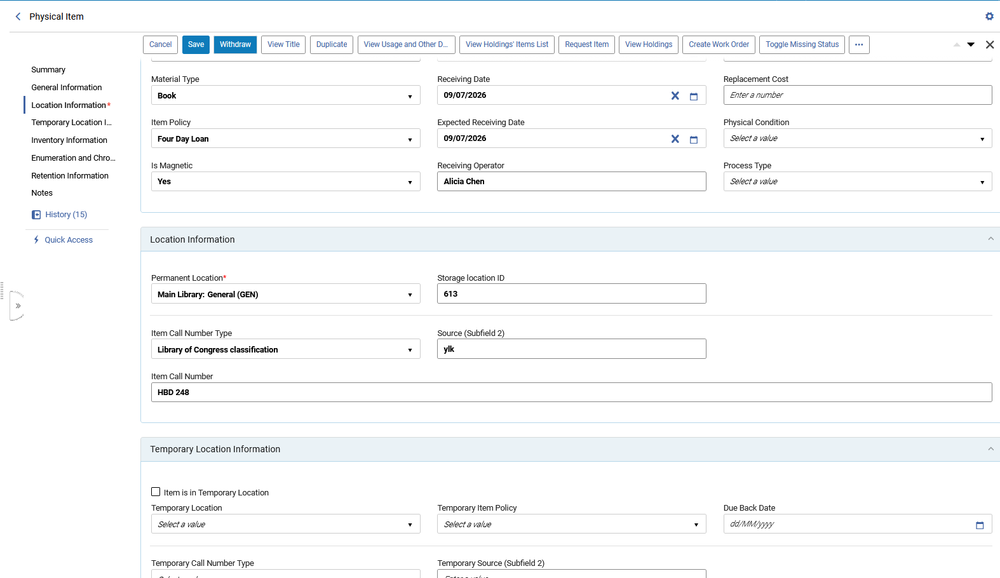 Physical Item
Cancel Save Withdraw View Title Duplicate View Usage and Other D... View Holdings' Items List Request Item View Holdings Create Work Order Toggle Missing Status
Summary
General Information
Location Information*
Temporary Location I...
Inventory Information
Enumeration and Chro...
Retention Information
Notes
History (15)
Quick Access
Material Type Receiving Date Replacement Cost
Book 09/07/2026 Enter a number
Item Policy Expected Receiving Date Physical Condition
Four Day Loan 09/07/2026 Select a value
Is Magnetic Receiving Operator Process Type
Yes Alicia Chen Select a value
Location Information
Permanent Location* Storage location ID
Main Library: General (GEN) 613
Item Call Number Type Source (Subfield 2)
Library of Congress classification ylk
Item Call Number
HBD 248
Temporary Location Information
Item is in Temporary Location
Temporary Location Temporary Item Policy Due Back Date
Select a value Select a value dd/MM/yyyy
Temporary Call Number Type Temporary Source (Subfield 2)